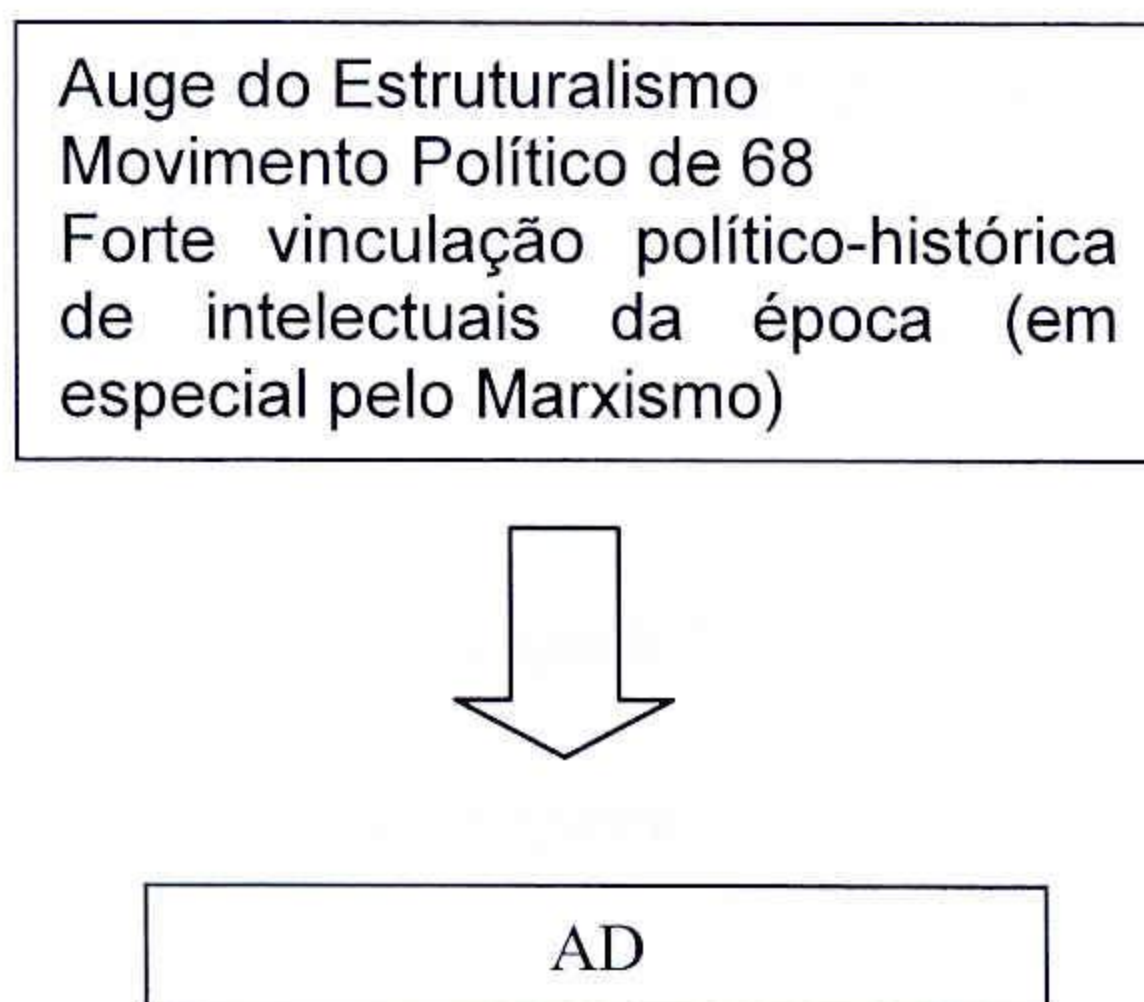 Auge do Estruturalismo
Movimento Político de 68
Forte vinculação político-histórica
de intelectuais da época (em
especial pelo Marxismo)
AD